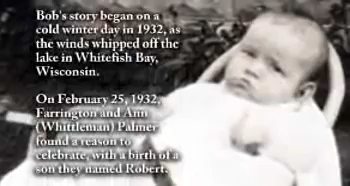 Bob's story began on a
cold winter day in 1932, as
the winds whipped off the
lake in Whitefish Bay,
Wisconsin.
On February 25, 1932,
Farrington and Ann
(Whittleman) Palmer
found a reason to
celebrate, with a birth of a
son they named Robert.